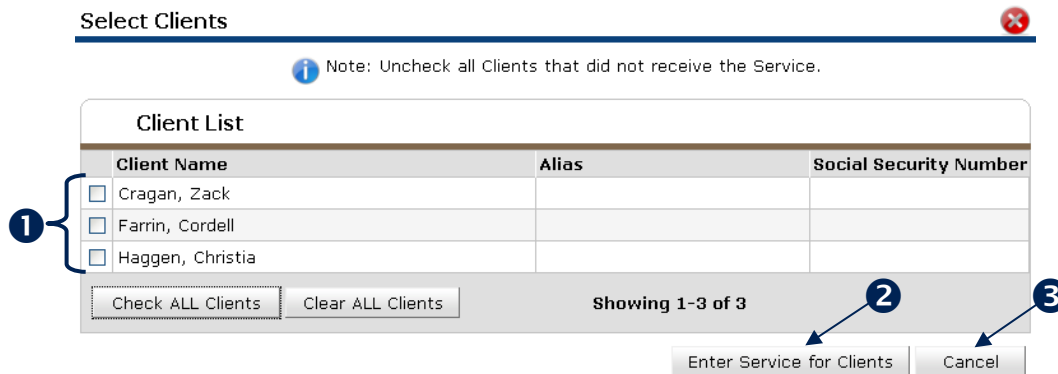 Select Clients
Note: Uncheck all Clients that did not receive the Service.
Client List
Client Name Alias Social Security Number
1
Cragan, Zack
Farrin, Cordell
Haggen, Christia
Check ALL Clients Clear ALL Clients Showing 1-3 of 3
2 3
Enter Service for Clients Cancel